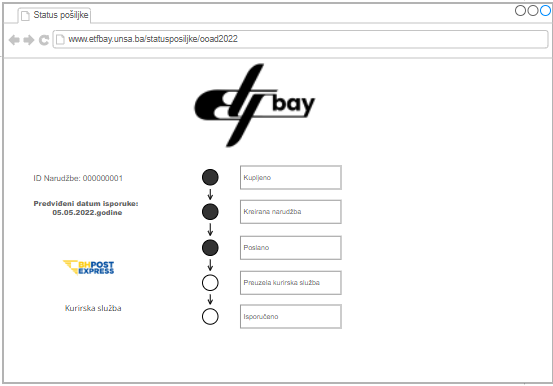 Status pošiljke
www.etfbay.unsa.ba/statusposiljke/ooad2022
etf bay
ID Narudžbe: 000000001
Predviđeni datum isporuke:
05.05.2022.godine
BHPOST
EXPRESS
Kurirska služba
Kupljeno
Kreirana narudžba
Poslano
Preuzela kurirska služba
Isporučeno